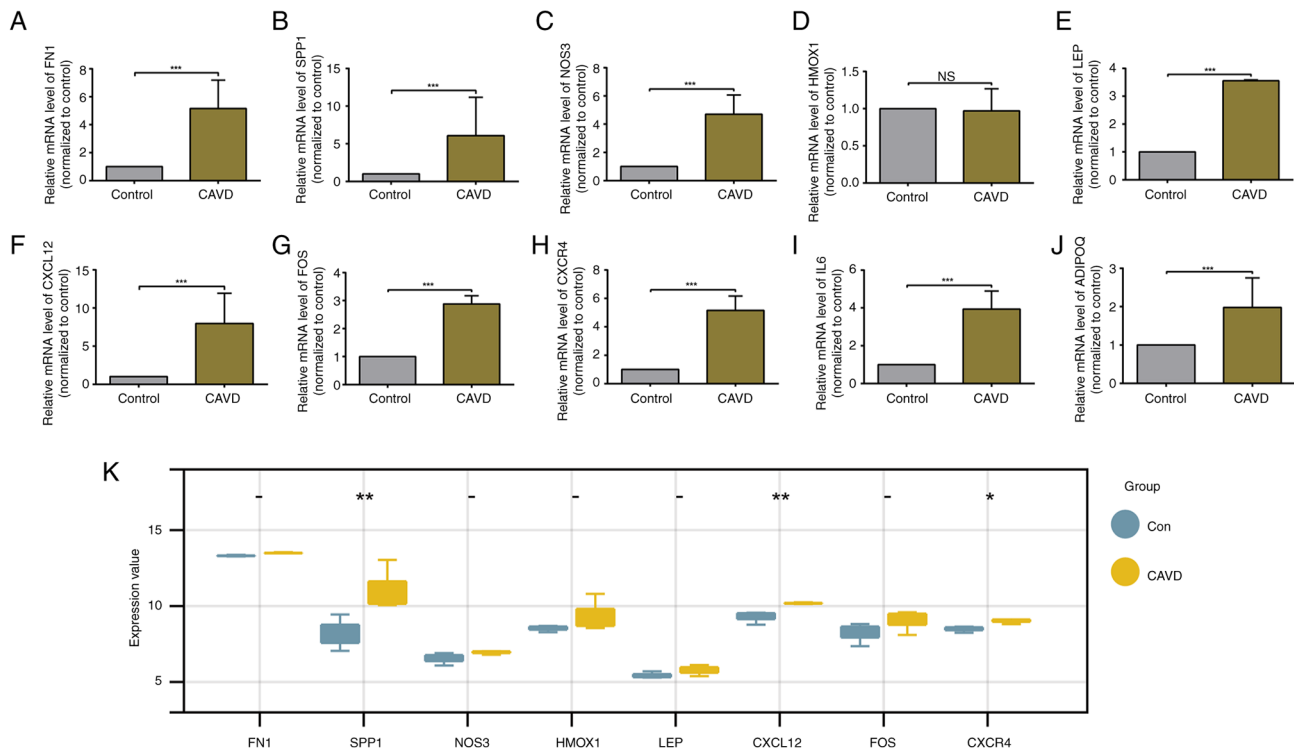 A
Relative mRNA level of FN1
(normalized to control)
8
6
4
2
0
***
Control
CAVD
B
Relative mRNA level of SPP1
(normalized to control)
15
10
5
0
***
Control
CAVD
C
Relative mRNA level of NOS3
(normalized to control)
8
6
4
2
0
***
Control
CAVD
D
Relative mRNA level of HMOX1
(normalized to control)
1.5
1.0
0.5
0.0
NS
Control
CAVD
E
Relative mRNA level of LEP
(normalized to control)
4
3
2
1
0
***
Control
CAVD
F
Relative mRNA level of CXCL12
(normalized to control)
15
10
5
0
***
Control
CAVD
G
Relative mRNA level of FOS
(normalized to control)
4
3
2
1
0
***
Control
CAVD
H
Relative mRNA level of CXCR4
(normalized to control)
8
6
4
2
0
***
Control
CAVD
I
Relative mRNA level of IL6
(normalized to control)
6
4
2
0
***
Control
CAVD
J
Relative mRNA level of ADIPOQ
(normalized to control)
3
2
1
0
***
Control
CAVD
K
Expression value
15
10
5
- ** - - - ** - *
FN1 SPP1 NOS3 HMOX1 LEP CXCL12 FOS CXCR4
Group
Con
CAVD